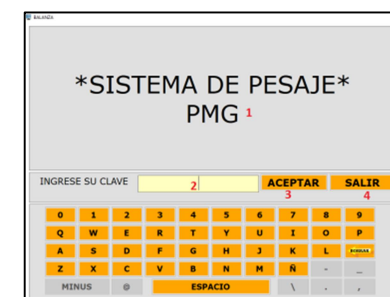 BALANZA
*SISTEMA DE PESAJE*
PMG 1
INGRESE SU CLAVE 2 ACEPTAR SALIR
3 4
0 1 2 3 4 5 6 7 8 9
Q W E R T Y U I O P
A S D F G H J K L BORRAR
Z X C V B N M Ñ - _
MINUS @ ESPACIO \ . ,